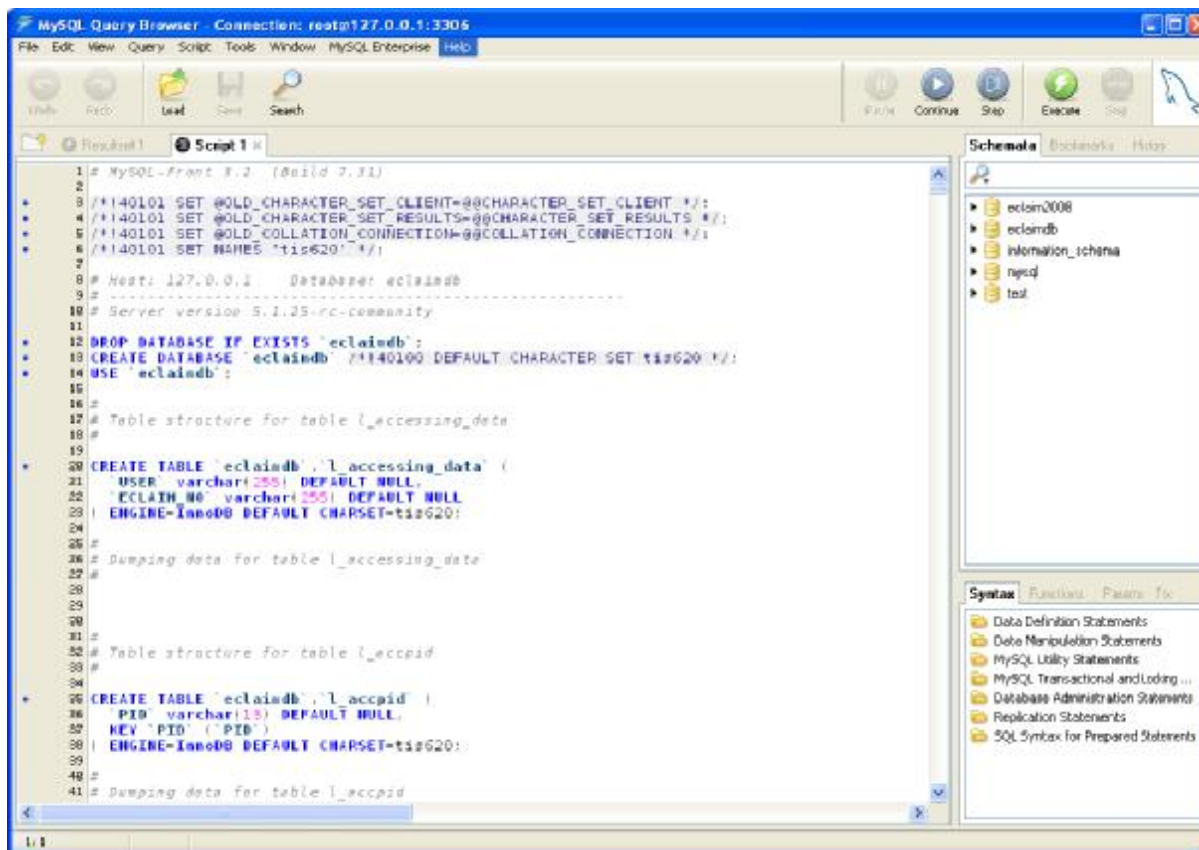 MySQL Query Browser - Connection: root@127.0.0.1:3306
File Edit View Query Script Tools Window MySQL Enterprise Help
Undo Redo Load Save Search Pause Continue Step Execute Stop
Resultset 1 Script 1
Schemata Bookmarks History
1 # MySQL-Front 3.2 (Build 7.31)
2
3 /*!40101 SET @OLD_CHARACTER_SET_CLIENT=@@CHARACTER_SET_CLIENT */;
4 /*!40101 SET @OLD_CHARACTER_SET_RESULTS=@@CHARACTER_SET_RESULTS */;
5 /*!40101 SET @OLD_COLLATION_CONNECTION=@@COLLATION_CONNECTION */;
6 /*!40101 SET NAMES 'tis620' */;
7
8 # Host: 127.0.0.1 Database: eclaimdb
9 # ------------------------------------------------------
10 # Server version 5.1.25-rc-community
11
12 DROP DATABASE IF EXISTS `eclaimdb`;
13 CREATE DATABASE `eclaimdb` /*!40100 DEFAULT CHARACTER SET tis620 */;
14 USE `eclaimdb`;
15
16 #
17 # Table structure for table l_accessing_data
18 #
19
20 CREATE TABLE `eclaimdb`.`l_accessing_data` (
21 `USER` varchar(255) DEFAULT NULL,
22 `ECLAIM_NO` varchar(255) DEFAULT NULL
23 ) ENGINE=InnoDB DEFAULT CHARSET=tis620;
24
25 #
26 # Dumping data for table l_accessing_data
27 #
28
29
30
31 #
32 # Table structure for table l_accpid
33 #
34
35 CREATE TABLE `eclaimdb`.`l_accpid` (
36 `PID` varchar(13) DEFAULT NULL,
37 KEY `PID` (`PID`)
38 ) ENGINE=InnoDB DEFAULT CHARSET=tis620;
39
40 #
41 # Dumping data for table l_accpid
eclaim2008
eclaimdb
information_schema
mysql
test
Syntax Functions Params Trx
Data Definition Statements
Data Manipulation Statements
MySQL Utility Statements
MySQL Transactional and Locking ...
Database Administration Statements
Replication Statements
SQL Syntax for Prepared Statements